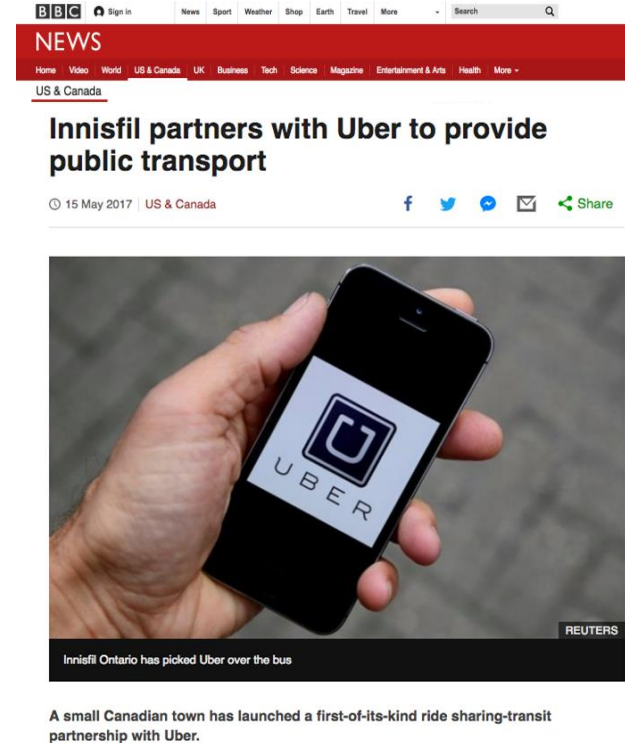 BBC Sign in News Sport Weather Shop Earth Travel More Search
NEWS
Home Video World US & Canada UK Business Tech Science Magazine Entertainment & Arts Health More
US & Canada
Innisfil partners with Uber to provide
public transport
15 May 2017 US & Canada
Share
UBER
REUTERS
Innisfil Ontario has picked Uber over the bus
A small Canadian town has launched a first-of-its-kind ride sharing-transit
partnership with Uber.